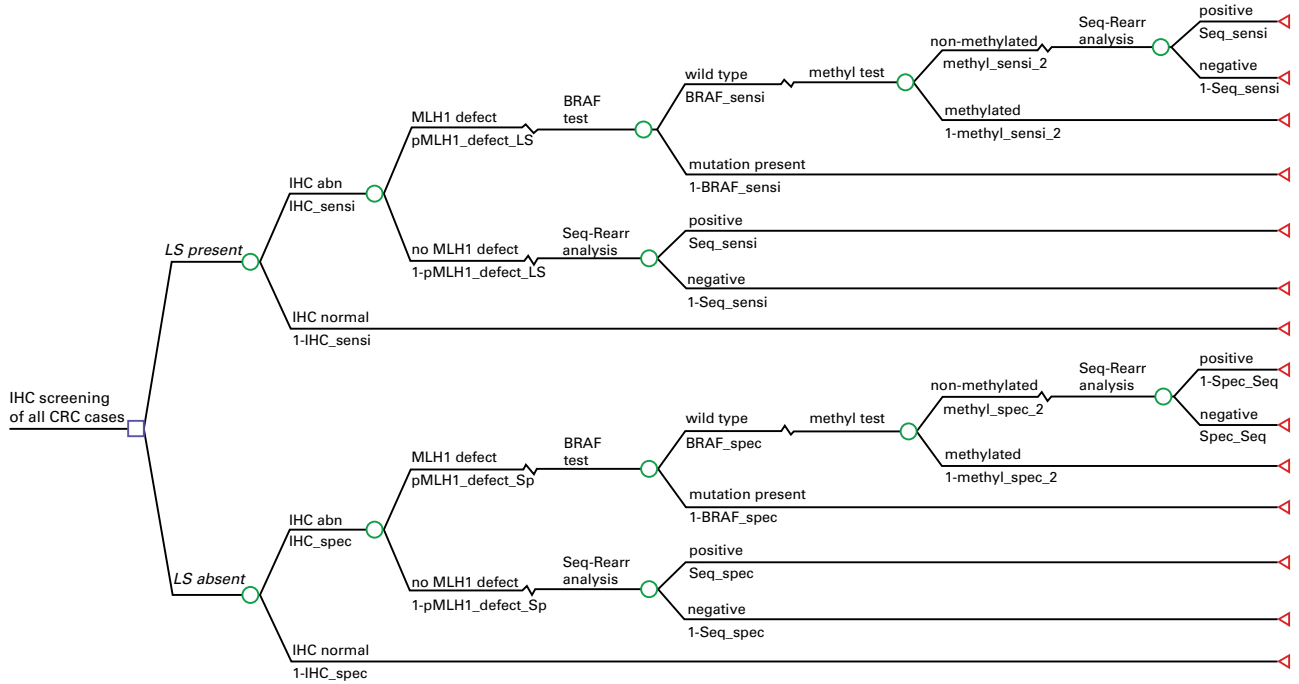 positive
Seq_sensi
Seq-Rearr
analysis
non-methylated
methyl_sensi_2
negative
1-Seq_sensi
wild type
BRAF_sensi
methyl test
methylated
1-methyl_sensi_2
BRAF
test
MLH1 defect
pMLH1_defect_LS
mutation present
1-BRAF_sensi
IHC abn
IHC_sensi
positive
Seq_sensi
LS present
no MLH1 defect
1-pMLH1_defect_LS
Seq-Rearr
analysis
negative
1-Seq_sensi
IHC normal
1-IHC_sensi
IHC screening
of all CRC cases
positive
1-Spec_Seq
Seq-Rearr
analysis
non-methylated
methyl_spec_2
negative
Spec_Seq
wild type
BRAF_spec
methyl test
methylated
1-methyl_spec_2
BRAF
test
MLH1 defect
pMLH1_defect_Sp
mutation present
1-BRAF_spec
IHC abn
IHC_spec
positive
Seq_spec
LS absent
no MLH1 defect
1-pMLH1_defect_Sp
Seq-Rearr
analysis
negative
1-Seq_spec
IHC normal
1-IHC_spec